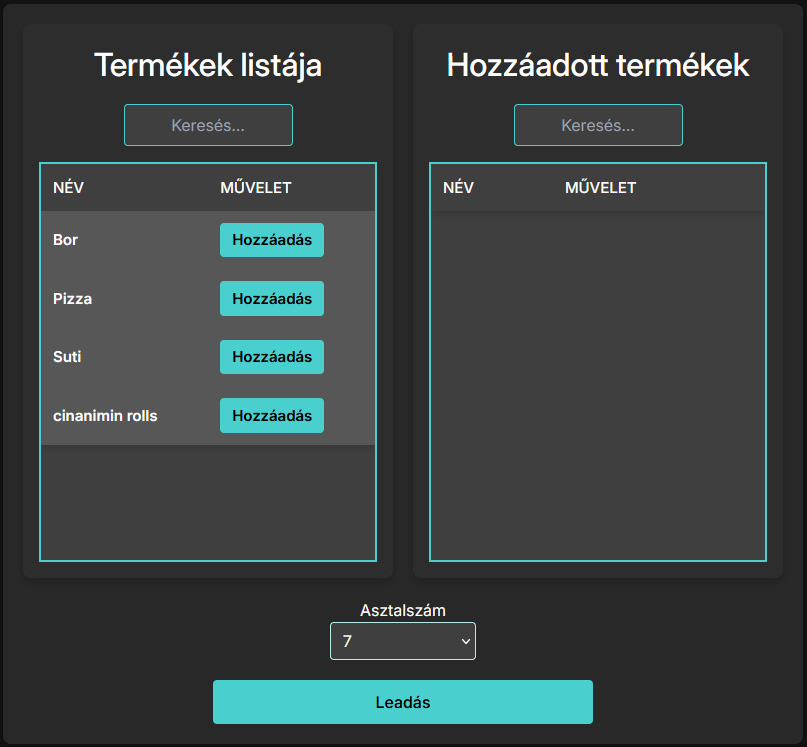 Termékek listája
Keresés...
NÉV MŰVELET
Bor Hozzáadás
Pizza Hozzáadás
Suti Hozzáadás
cinanimin rolls Hozzáadás
Hozzáadott termékek
Keresés...
NÉV MŰVELET
Asztalszám
7
Leadás